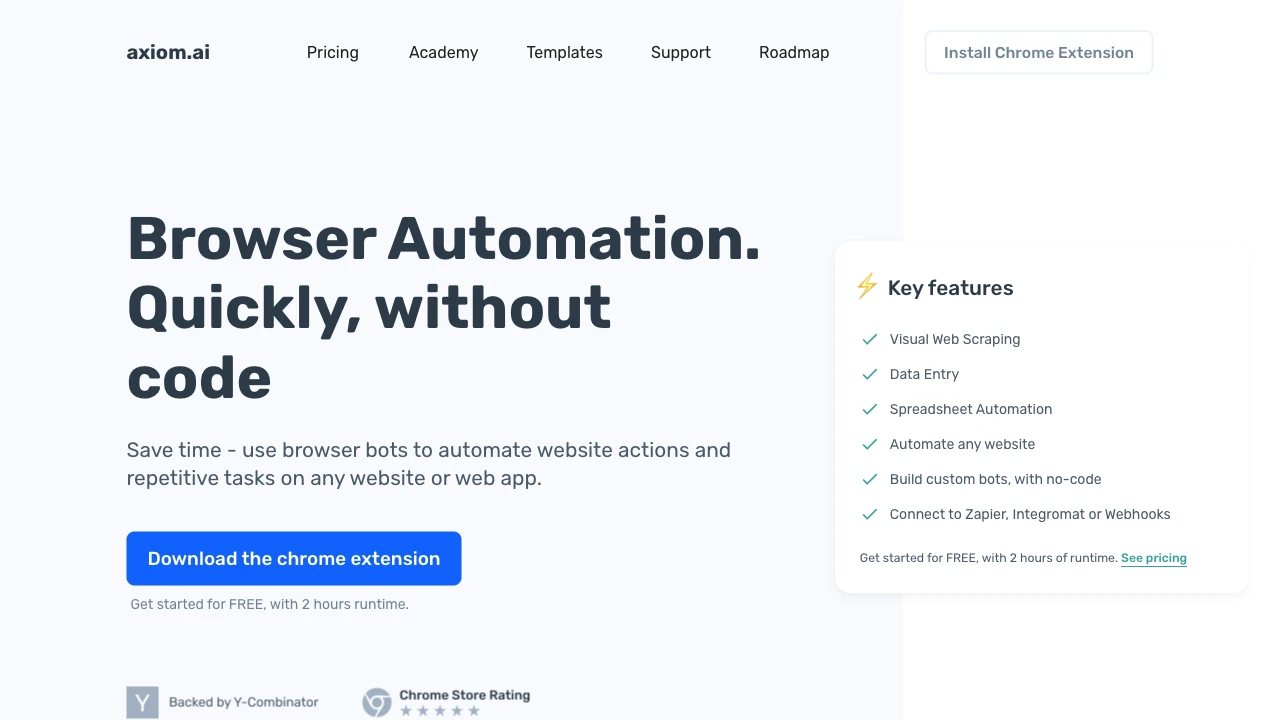 axiom.ai
Pricing
Academy
Templates
Support
Roadmap
Install Chrome Extension
Browser Automation.
Quickly, without
code
Save time - use browser bots to automate website actions and
repetitive tasks on any website or web app.
Download the chrome extension
Get started for FREE, with 2 hours runtime.
Y
Backed by Y-Combinator
Chrome Store Rating
Key features
Visual Web Scraping
Data Entry
Spreadsheet Automation
Automate any website
Build custom bots, with no-code
Connect to Zapier, Integromat or Webhooks
Get started for FREE, with 2 hours of runtime. See pricing